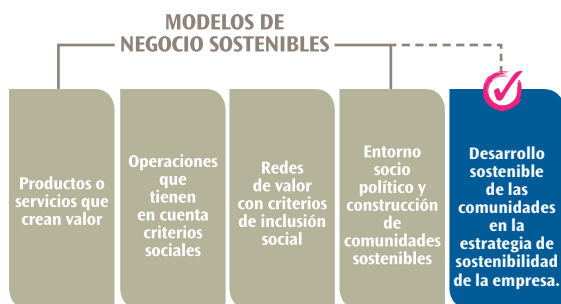 MODELOS DE
NEGOCIO SOSTENIBLES
Productos o
servicios que
crean valor
Operaciones
que
tienen
en cuenta
criterios
sociales
Redes
de valor
con criterios
de inclusión
social
Entorno
socio
político y
construcción
de
comunidades
sostenibles
Desarrollo
sostenible
de las
comunidades
en la
estrategia de
sostenibilidad
de la empresa.